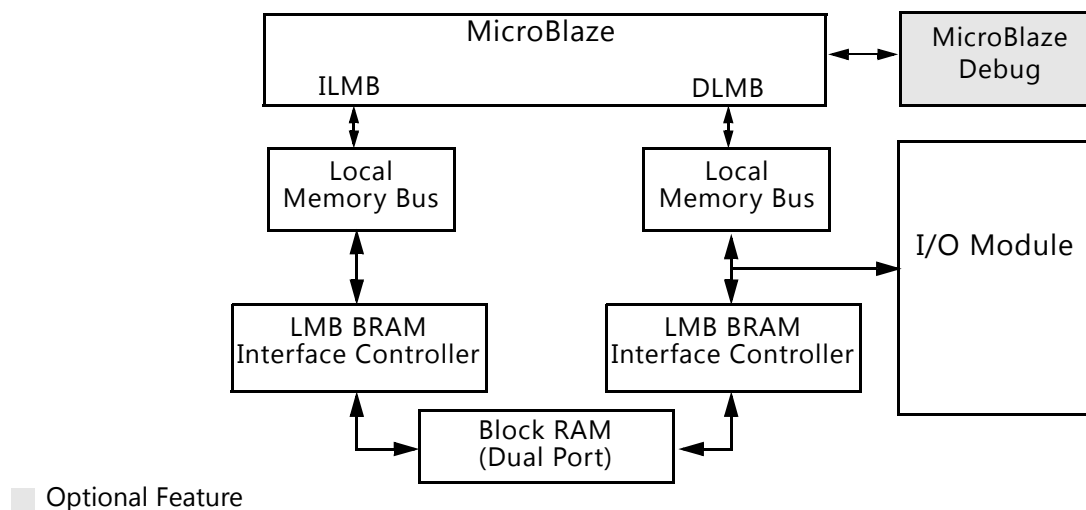 MicroBlaze
MicroBlaze
Debug
ILMB
DLMB
Local
Memory Bus
Local
Memory Bus
I/O Module
LMB BRAM
Interface Controller
LMB BRAM
Interface Controller
Block RAM
(Dual Port)
Optional Feature